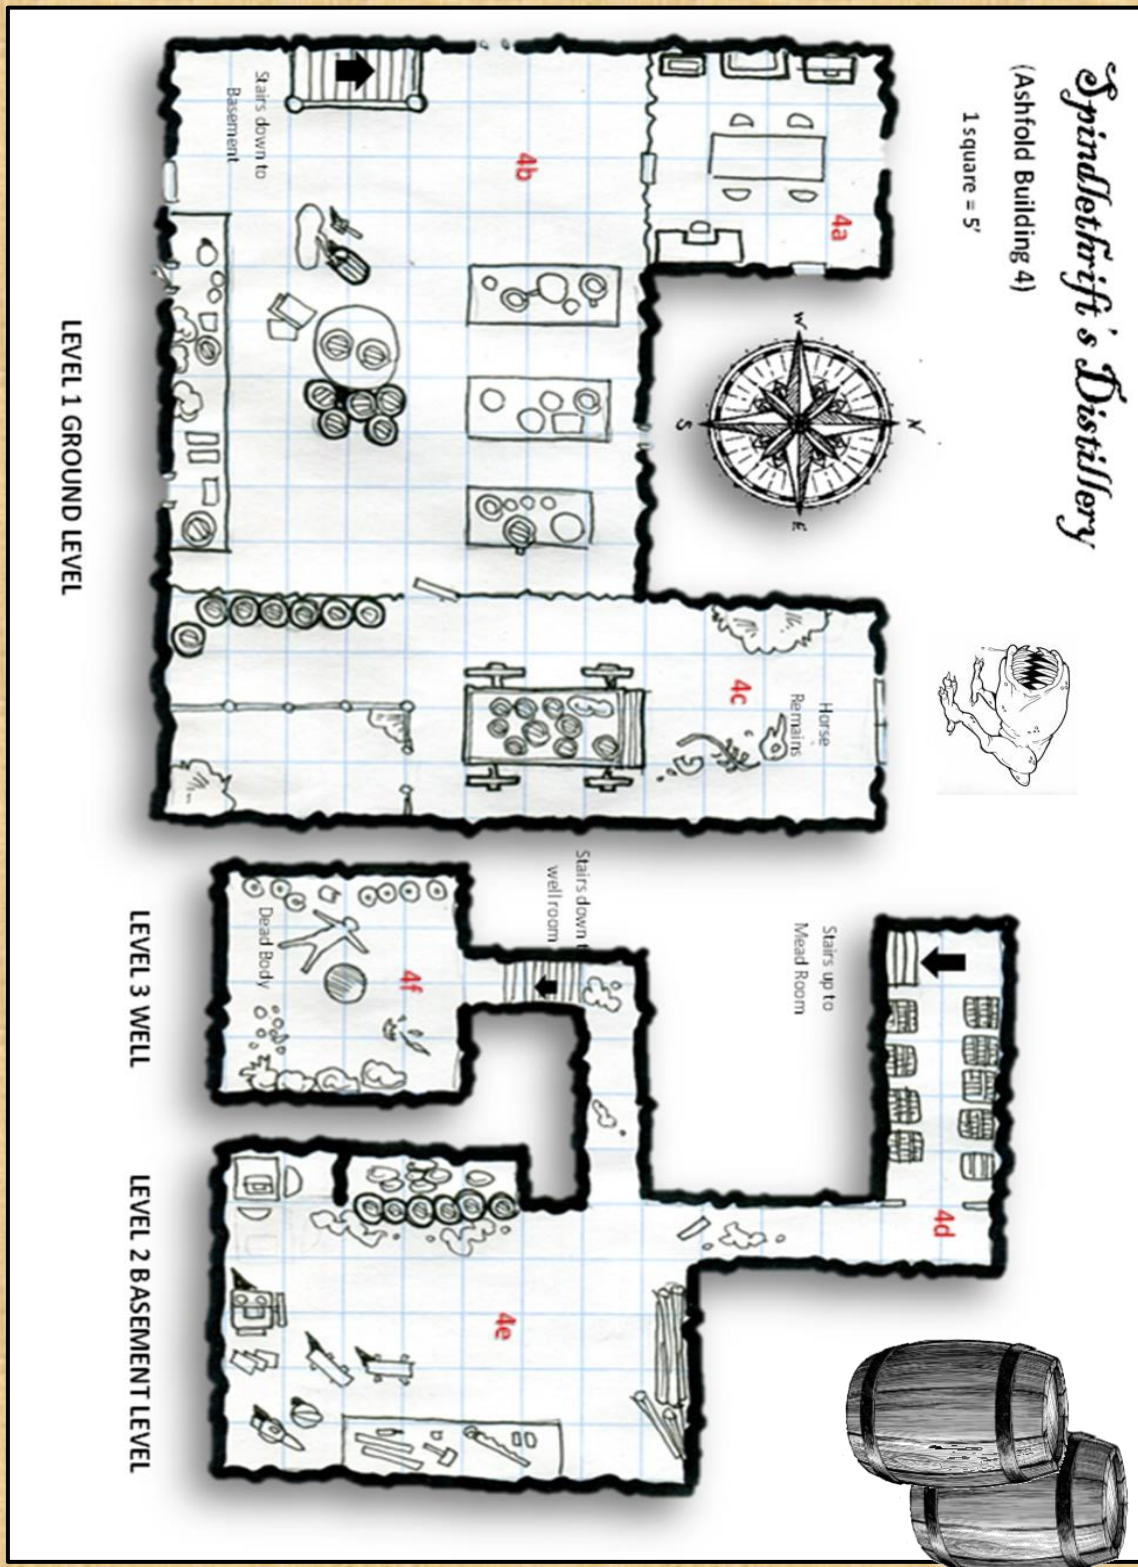 Spindlethrift's Distillery
(Ashfold Building 4)
1 square = 5'
4a
N
W
E
S
Horse
Remains
4c
4b
Stairs down to
Basement
LEVEL 1 GROUND LEVEL
4d
Stairs up to
Mead Room
Stairs down t
well room
4f
Dead Body
LEVEL 3 WELL
4e
LEVEL 2 BASEMENT LEVEL